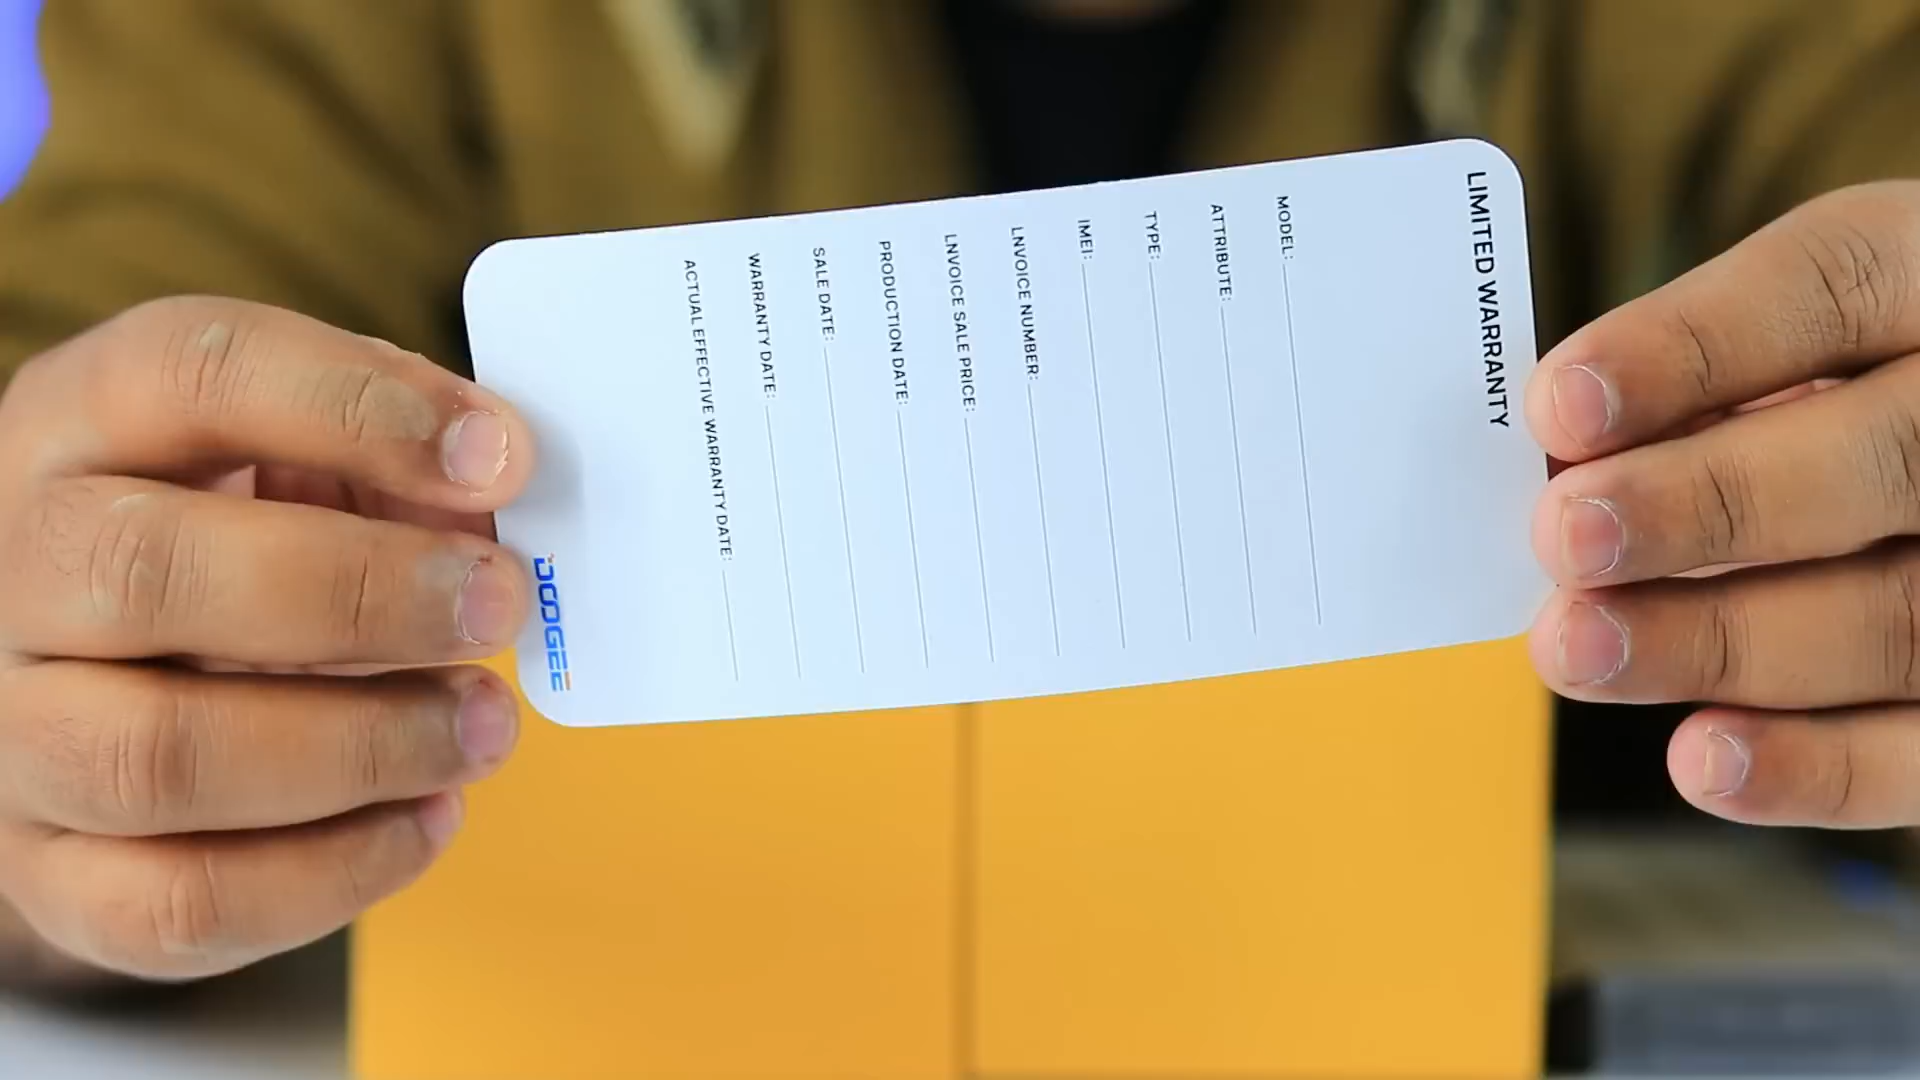 LIMITED WARRANTY
MODEL:
ATTRIBUTE:
TYPE:
IMEI:
LNVOICE NUMBER:
LNVOICE SALE PRICE:
PRODUCTION DATE:
SALE DATE:
WARRANTY DATE:
ACTUAL EFFECTIVE WARRANTY DATE:
DOOGEE